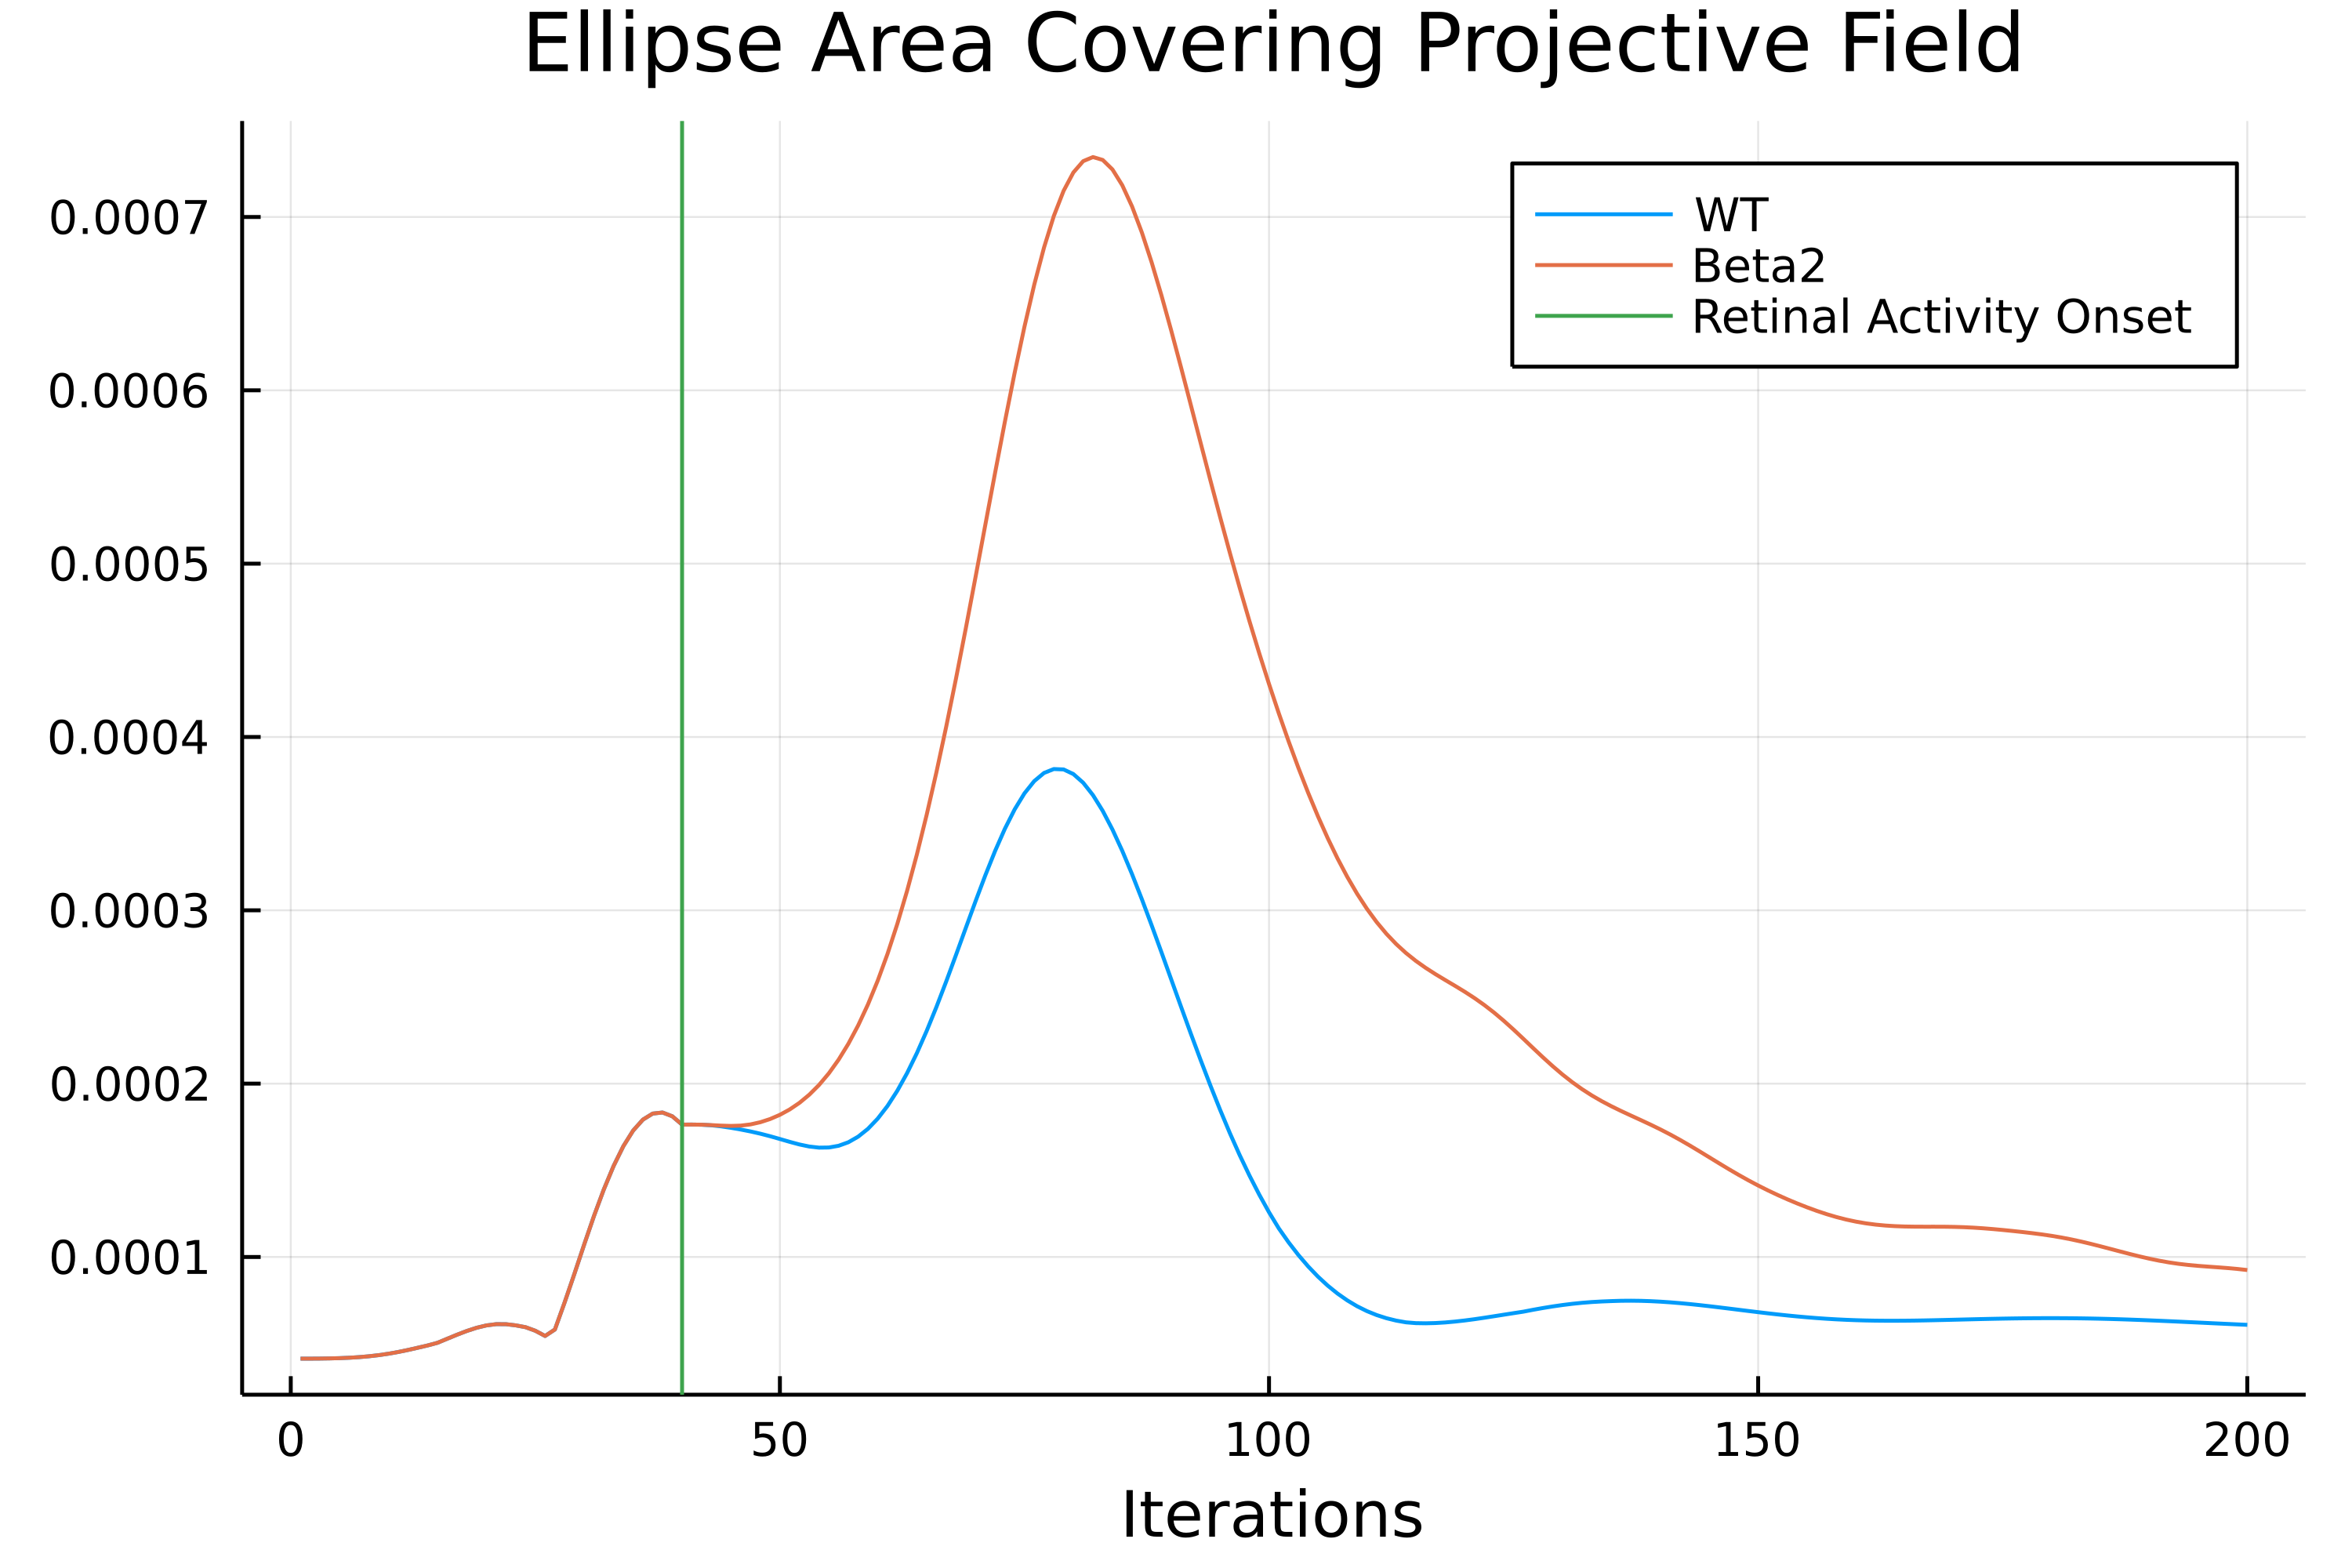 Ellipse Area Covering Projective Field
WT
Beta2
Retinal Activity Onset
0.0007
0.0006
0.0005
0.0004
0.0003
0.0002
0.0001
0 50 100 150 200
Iterations